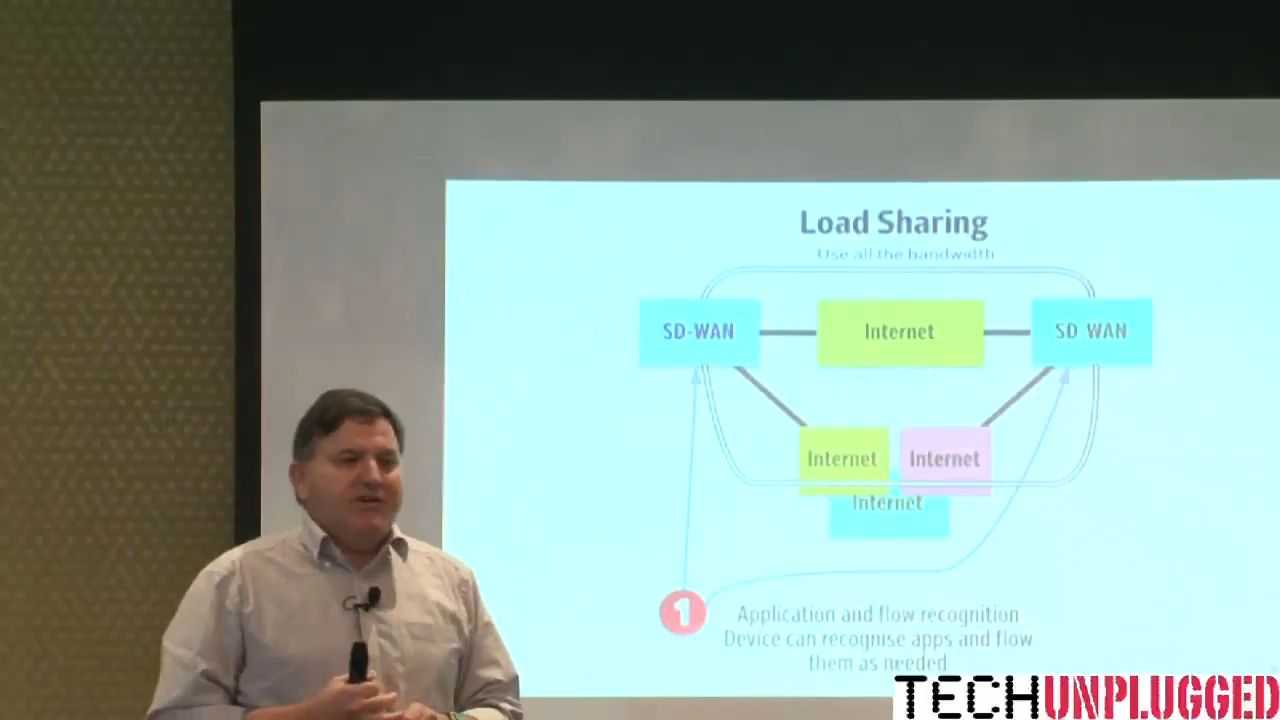 Load Sharing
Use all the bandwidth
SD-WAN
Internet
SD-WAN
Internet
Internet
Internet
1
Application and flow recognition
Device can recognise apps and flow
them as needed
TECHUNPLUGGED